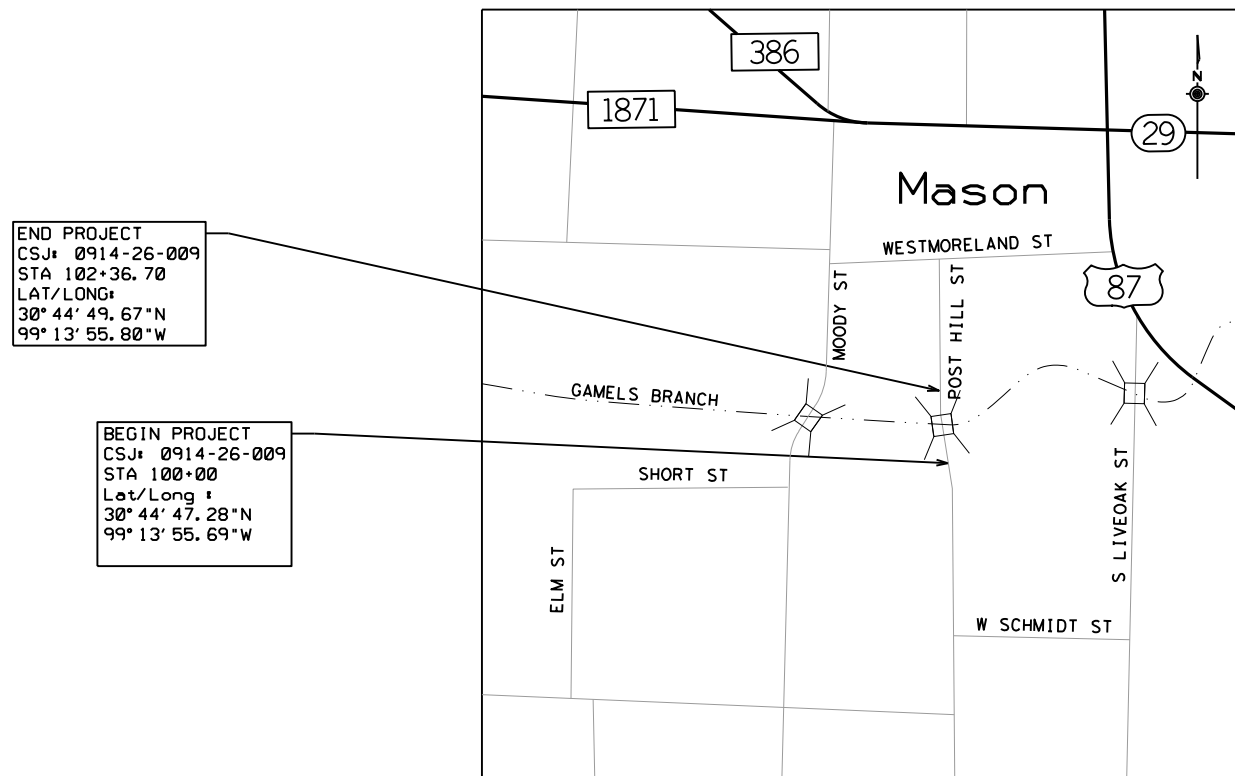 386
1871
N
29
Mason
END PROJECT
CSJ: 0914-26-009
STA 102+36.70
LAT/LONG:
30°44'49.67"N
99°13'55.80"W
WESTMORELAND ST
87
MOODY ST
POST HILL ST
GAMELS BRANCH
BEGIN PROJECT
CSJ: 0914-26-009
STA 100+00
Lat/Long :
30°44'47.28"N
99°13'55.69"W
SHORT ST
S LIVEOAK ST
ELM ST
W SCHMIDT ST